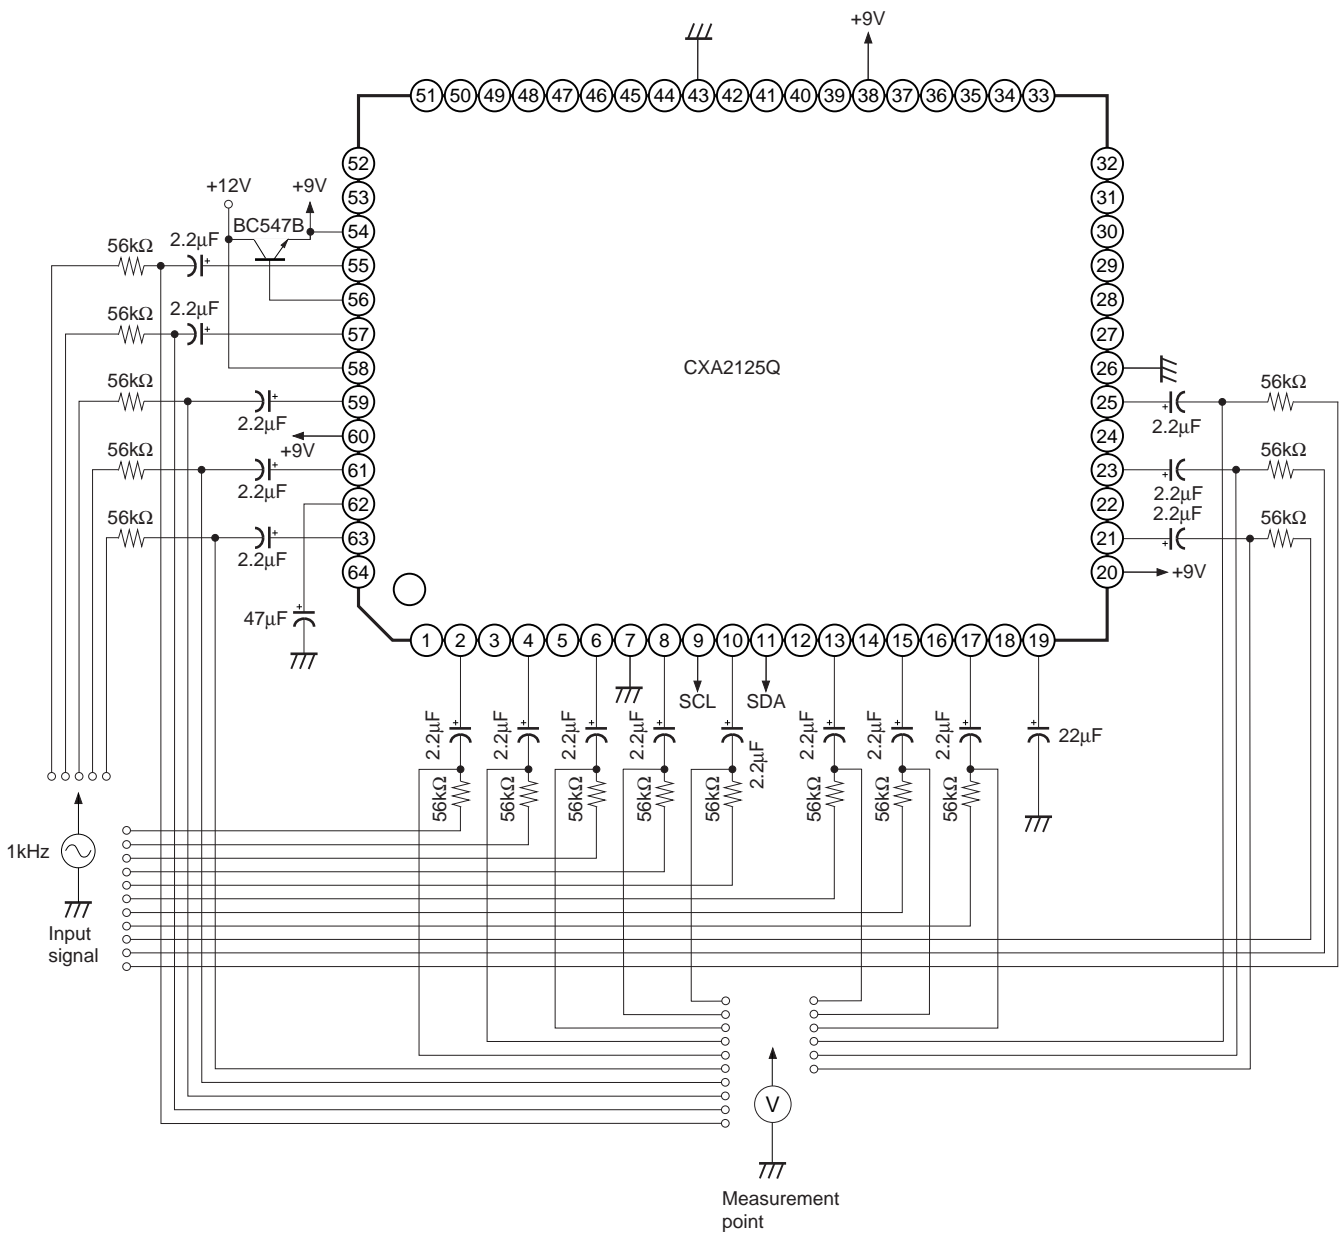 +9V
51 50 49 48 47 46 45 44 43 42 41 40 39 38 37 36 35 34 33
52
32
53
31
+12V
+9V
BC547B
54
30
56kΩ
2.2µF
55
29
56
28
56kΩ
2.2µF
57
27
58
CXA2125Q
26
56kΩ
2.2µF
59
25
2.2µF
56kΩ
60
+9V
24
56kΩ
2.2µF
61
23
2.2µF
56kΩ
62
22
56kΩ
2.2µF
63
21
2.2µF
56kΩ
64
20
+9V
47µF
1 2 3 4 5 6 7 8 9 10 11 12 13 14 15 16 17 18 19
SCL
SDA
2.2µF
2.2µF
2.2µF
2.2µF
2.2µF
2.2µF
2.2µF
2.2µF
22µF
56kΩ
56kΩ
56kΩ
56kΩ
56kΩ
56kΩ
56kΩ
56kΩ
1kHz
Input
signal
V
Measurement
point